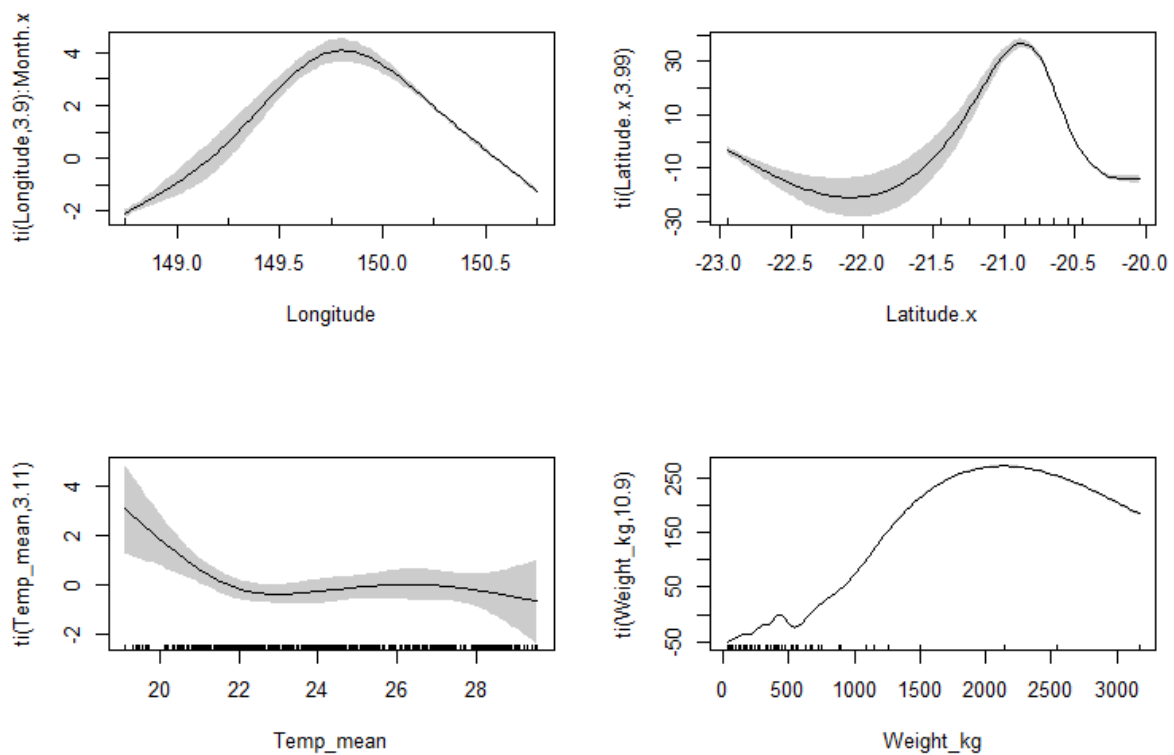 ti(Longitude,3.9):Month.x
4
2
0
-2
149.0 149.5 150.0 150.5
Longitude
ti(Latitude.x,3.99)
30
10
-10
-30
-23.0 -22.5 -22.0 -21.5 -21.0 -20.5 -20.0
Latitude.x
ti(Temp_mean,3.11)
4
2
0
-2
20 22 24 26 28
Temp_mean
ti(Weight_kg,10.9)
250
150
50
-50
0 500 1000 1500 2000 2500 3000
Weight_kg